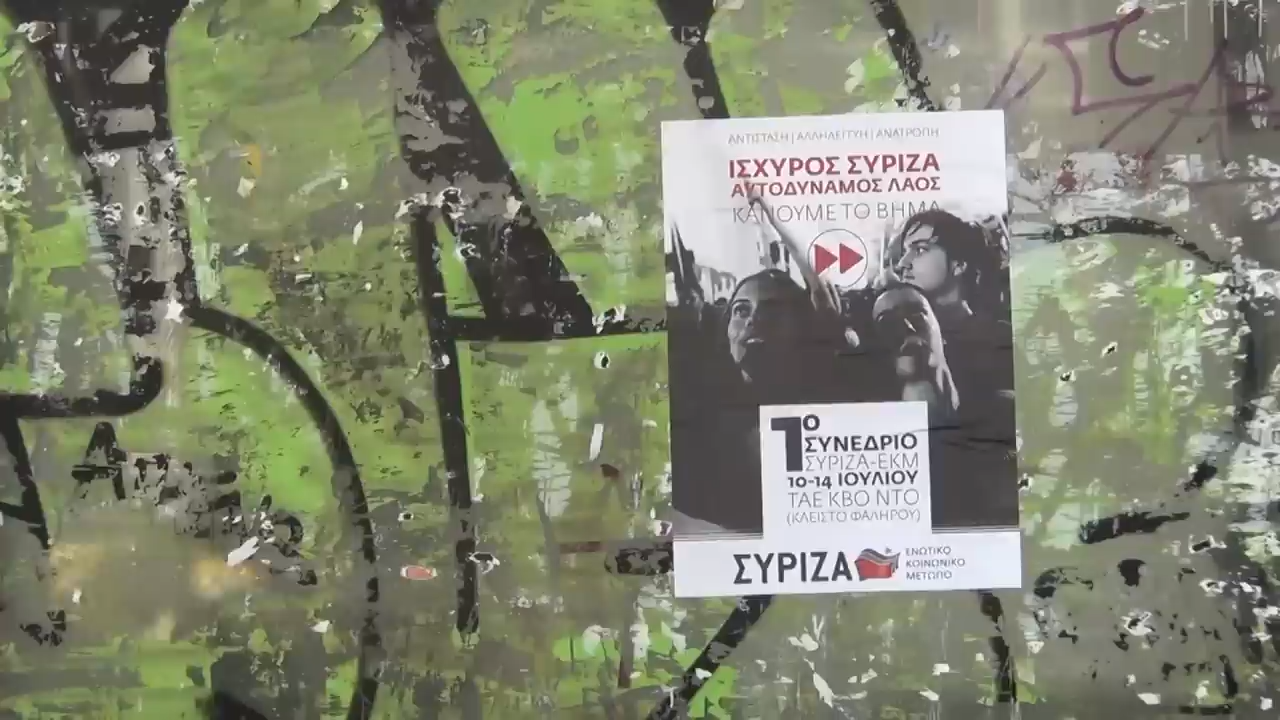 ΑΝΤΙΣΤΑΣΗ | ΑΛΛΗΛΕΓΓΥΗ | ΑΝΑΤΡΟΠΗ
ΙΣΧΥΡΟΣ ΣΥΡΙΖΑ
ΑΥΤΟΔΥΝΑΜΟΣ ΛΑΟΣ
ΚΑΝΟΥΜΕ ΤΟ ΒΗΜΑ
1º
ΣΥΝΕΔΡΙΟ
ΣΥΡΙΖΑ-ΕΚΜ
10-14 ΙΟΥΛΙΟΥ
ΤΑΕ ΚΒΟ ΝΤΟ
(ΚΛΕΙΣΤΟ ΦΑΛΗΡΟΥ)
ΣΥΡΙΖΑ
ΕΝΩΤΙΚΟ
ΚΟΙΝΩΝΙΚΟ
ΜΕΤΩΠΟ